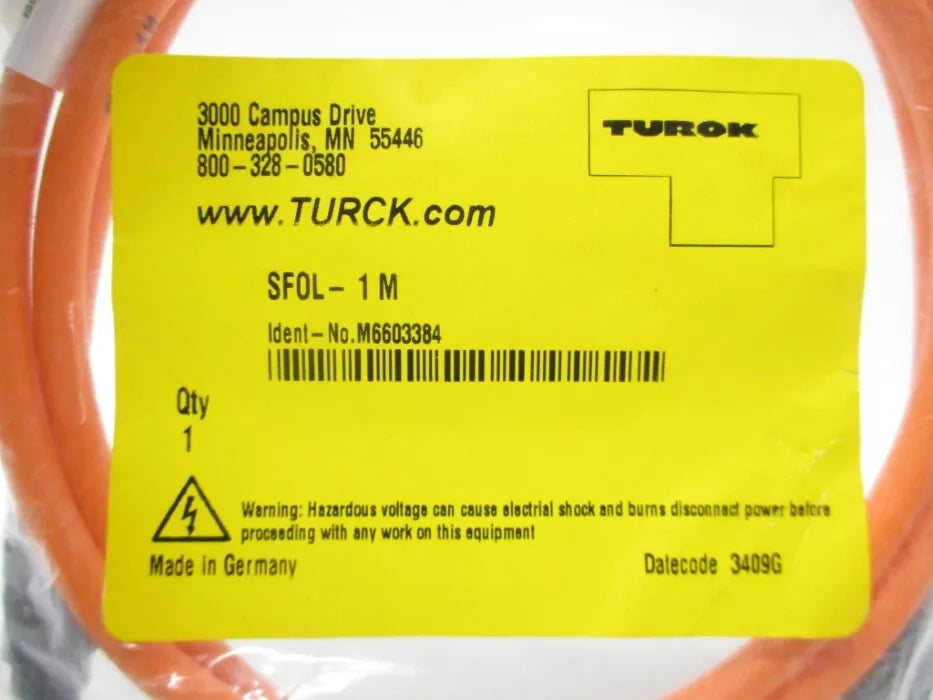 3000 Campus Drive
Minneapolis, MN 55446
800-328-0580
www.TURCK.com
TURCK
SFOL- 1 M
Ident-No.M6603384
Qty
1
Warning: Hazardous voltage can cause electrial shock and burns disconnect power before
proceeding with any work on this equipment
Made in Germany
Datecode 3409G